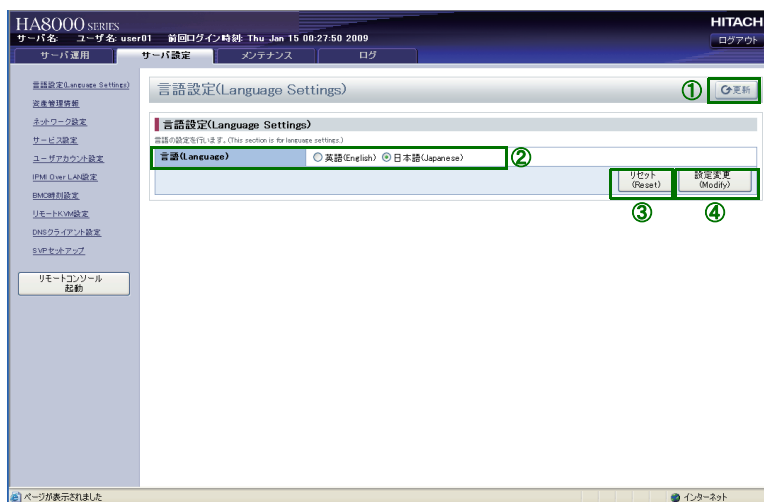 HA8000 SERIES
HITACH
サーバ名: ユーザ名: user01 前回ログイン時刻: Thu Jan 15 00:27:50 2009
ログアウト
サーバ運用 サーバ設定 メンテナンス ログ
言語設定(Language Settings)
資産管理情報
ネットワーク設定
サービス設定
ユーザアカウント設定
IPMI Over LAN設定
BMC時刻設定
リモートKVM設定
DNSクライアント設定
SVPセットアップ
リモートコンソール
起動
言語設定(Language Settings)
① 更新
言語設定(Language Settings)
言語の設定を行います。(This section is for language settings.)
言語(Language) 英語(English) 日本語(Japanese) ②
リセット
(Reset)
設定変更
(Modify)
③ ④
ページが表示されました
インターネット